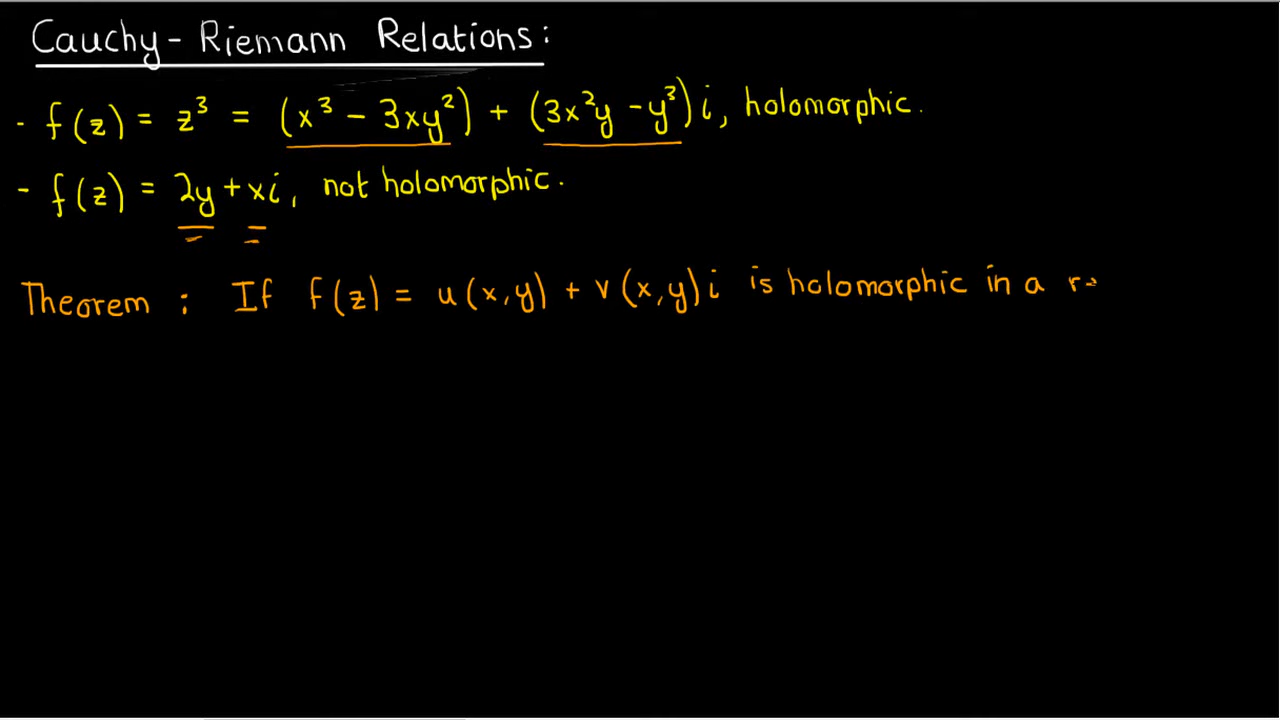 Cauchy - Riemann Relations:
- f(z) = z³ = (x³ - 3xy²) + (3x²y - y³)i, holomorphic.
- f(z) = 2y + xi, not holomorphic.
Theorem : If f(z) = u(x,y) + v(x,y)i is holomorphic in a